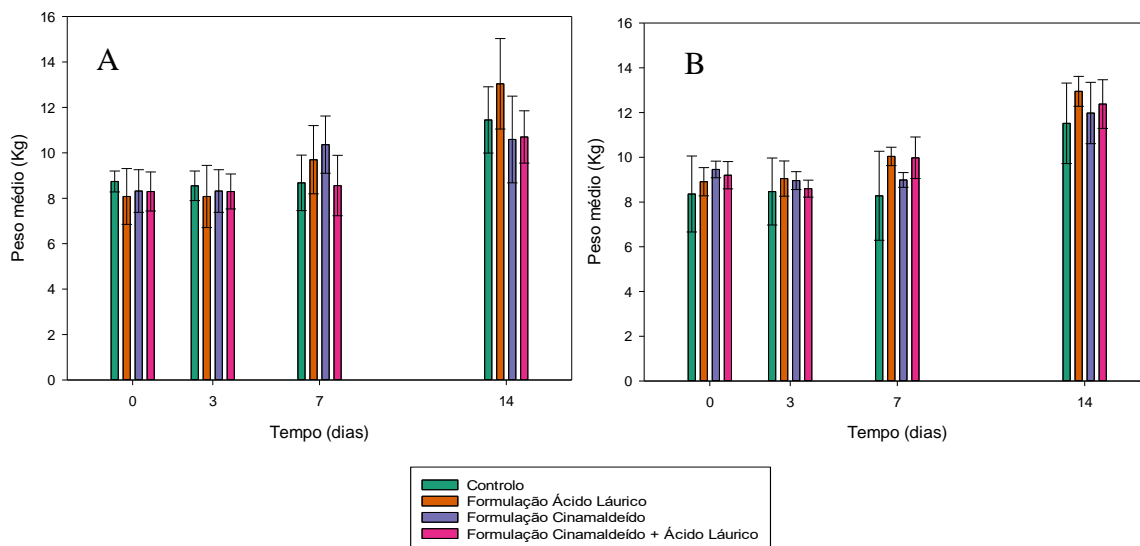 A
Peso médio (Kg)
16
14
12
10
8
6
4
2
0
0 3 7 14
Tempo (dias)
B
Peso médio (Kg)
16
14
12
10
8
6
4
2
0
0 3 7 14
Tempo (dias)
Controlo
Formulação Ácido Láurico
Formulação Cinamaldeído
Formulação Cinamaldeído + Ácido Láurico